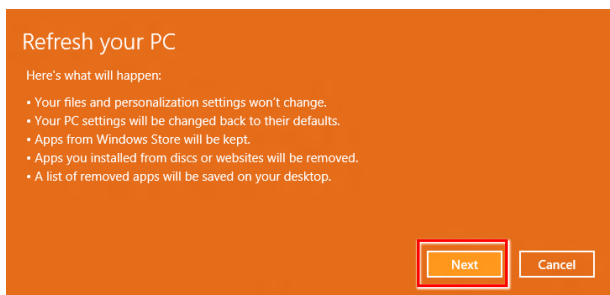 Refresh your PC
Here's what will happen:
• Your files and personalization settings won't change.
• Your PC settings will be changed back to their defaults.
• Apps from Windows Store will be kept.
• Apps you installed from discs or websites will be removed.
• A list of removed apps will be saved on your desktop.
Next Cancel